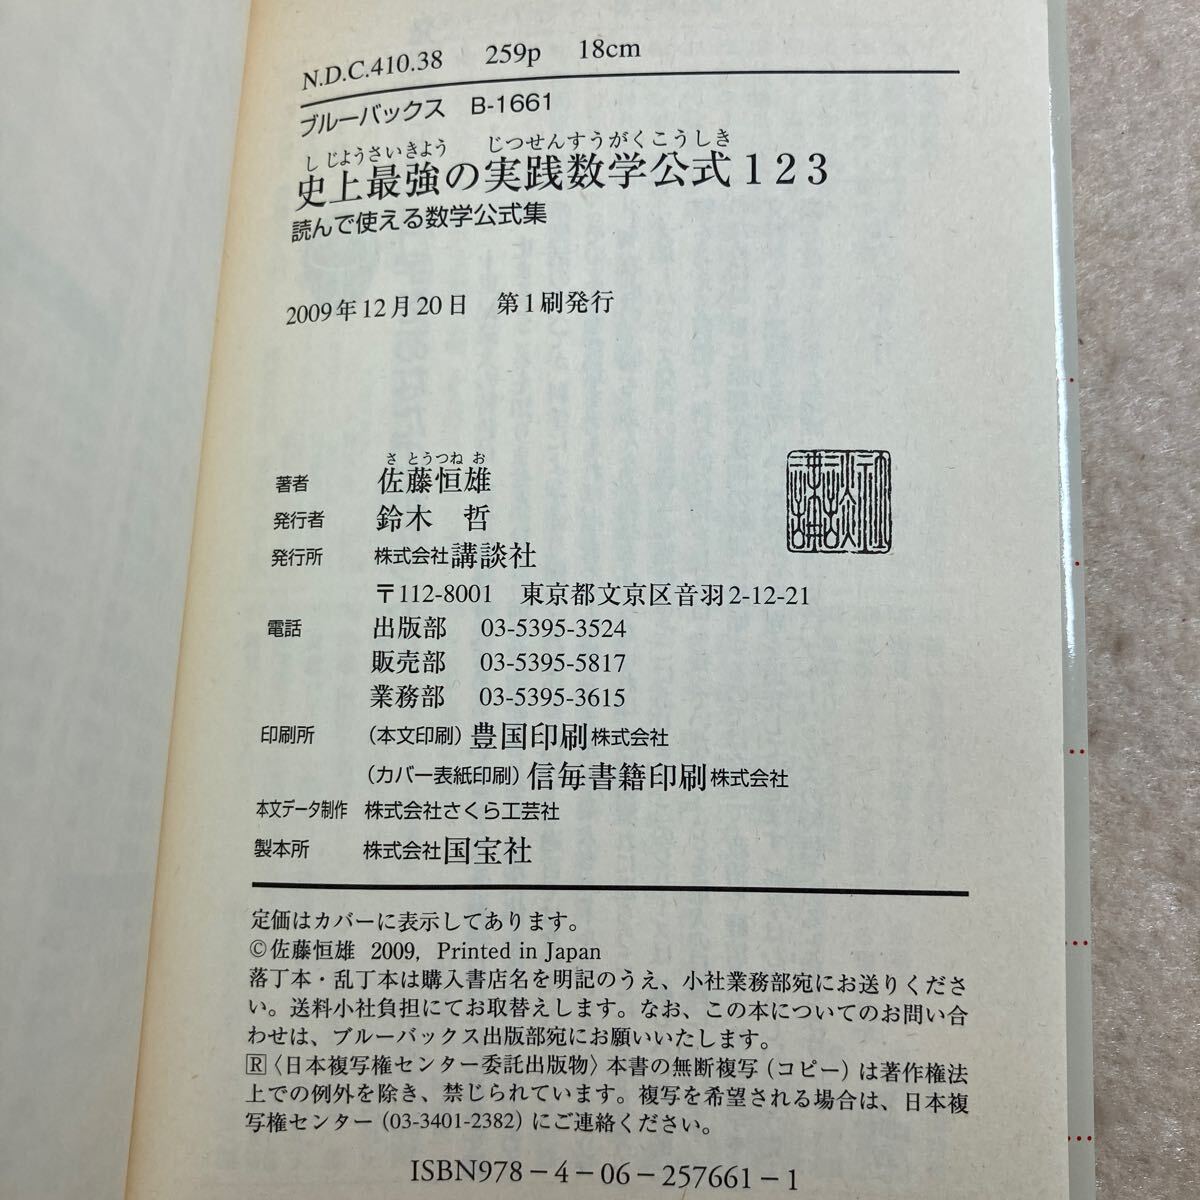 N.D.C.410.38 259p 18cm
ブルーバックス B-1661
しじようさいきよう じつせんすうがくこうしき
史上最強の実践数学公式123
読んで使える数学公式集
2009年12月20日 第1刷発行
さとうつねお
著者 佐藤恒雄
発行者 鈴木 哲
発行所 株式会社講談社
〒112-8001 東京都文京区音羽2-12-21
電話 出版部 03-5395-3524
販売部 03-5395-5817
業務部 03-5395-3615
印刷所 (本文印刷) 豊国印刷株式会社
(カバー表紙印刷) 信毎書籍印刷株式会社
本文データ制作 株式会社さくら工芸社
製本所 株式会社国宝社
講談社
定価はカバーに表示してあります。
©佐藤恒雄 2009, Printed in Japan
落丁本・乱丁本は購入書店名を明記のうえ、小社業務部宛にお送りくださ
い。送料小社負担にてお取替えします。なお、この本についてのお問い合
わせは、ブルーバックス出版部宛にお願いいたします。
R〈日本複写権センター委託出版物〉本書の無断複写(コピー)は著作権法
上での例外を除き、禁じられています。複写を希望される場合は、日本複
写権センター(03-3401-2382)にご連絡ください。
ISBN978-4-06-257661-1